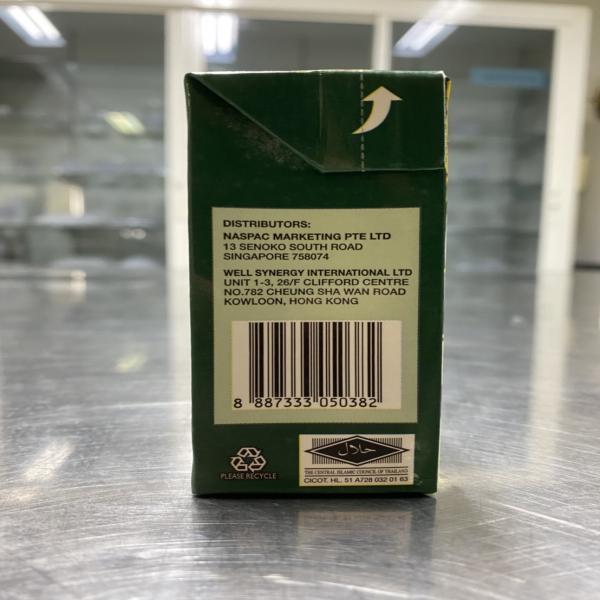 DISTRIBUTORS:
NASPAC MARKETING PTE LTD
13 SENOKO SOUTH ROAD
SINGAPORE 758074
WELL SYNERGY INTERNATIONAL LTD
UNIT 1-3, 26/F CLIFFORD CENTRE
NO.782 CHEUNG SHA WAN ROAD
KOWLOON, HONG KONG
8 887333 050382
PLEASE RECYCLE
حلال
THE CENTRAL ISLAMIC COUNCIL OF THAILAND
CICOT. HL. 51 A728 032 01 63